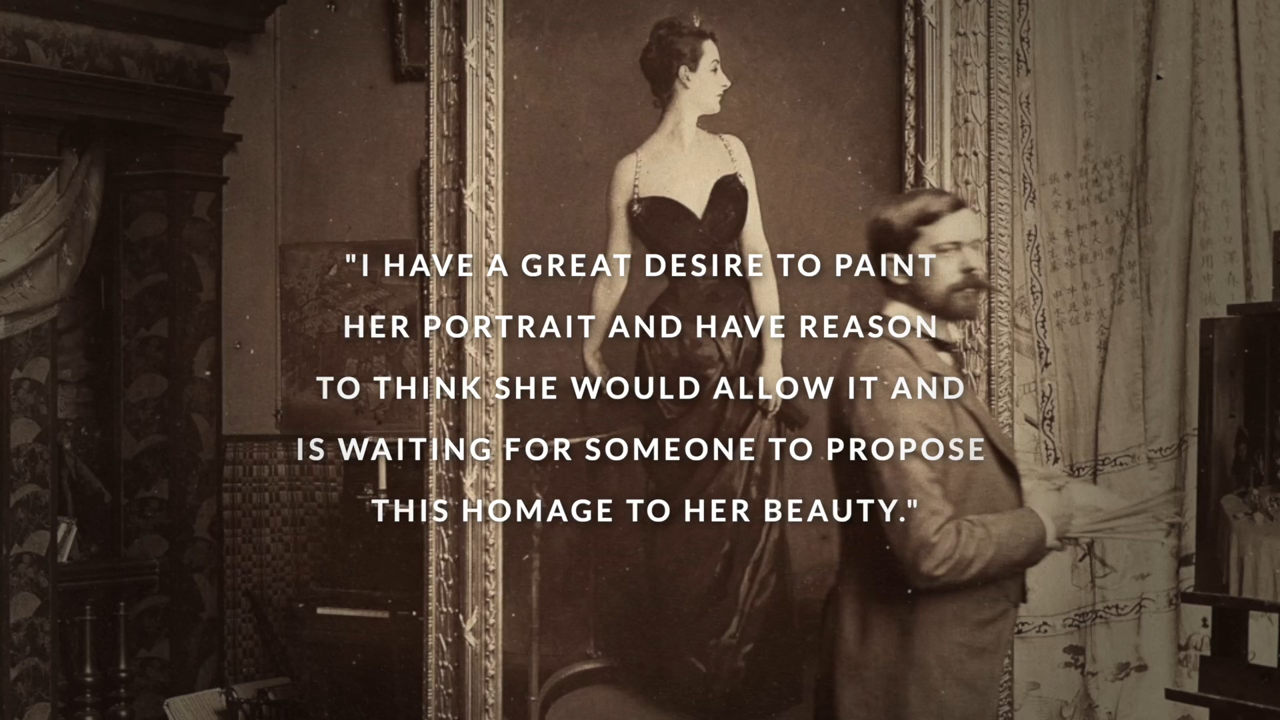 "I HAVE A GREAT DESIRE TO PAINT
HER PORTRAIT AND HAVE REASON
TO THINK SHE WOULD ALLOW IT AND
IS WAITING FOR SOMEONE TO PROPOSE
THIS HOMAGE TO HER BEAUTY."